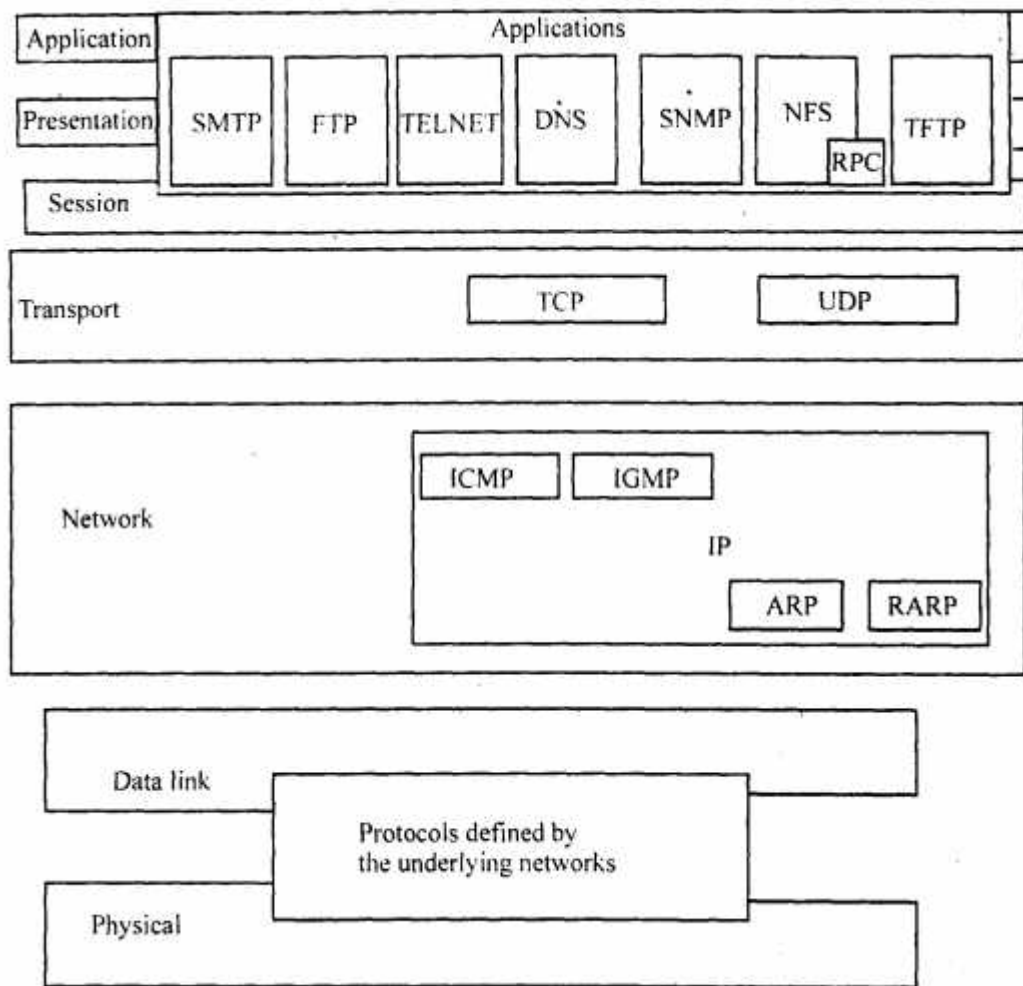 Application
Applications
Presentation
SMTP
FTP
TELNET
DNS
SNMP
NFS
RPC
TFTP
Session
Transport
TCP
UDP
Network
ICMP
IGMP
IP
ARP
RARP
Data link
Protocols defined by
the underlying networks
Physical